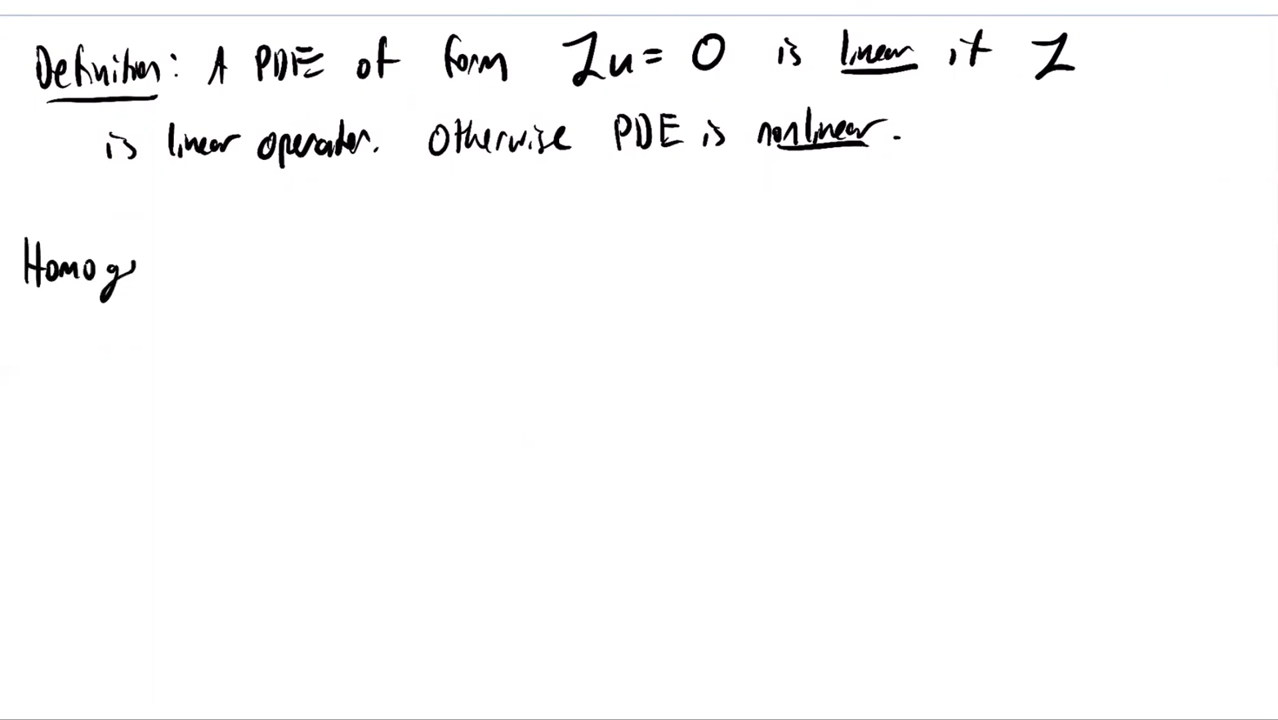 Definition: A PDE of form Lu = 0 is linear if L
is linear operator. Otherwise PDE is nonlinear.
Homog